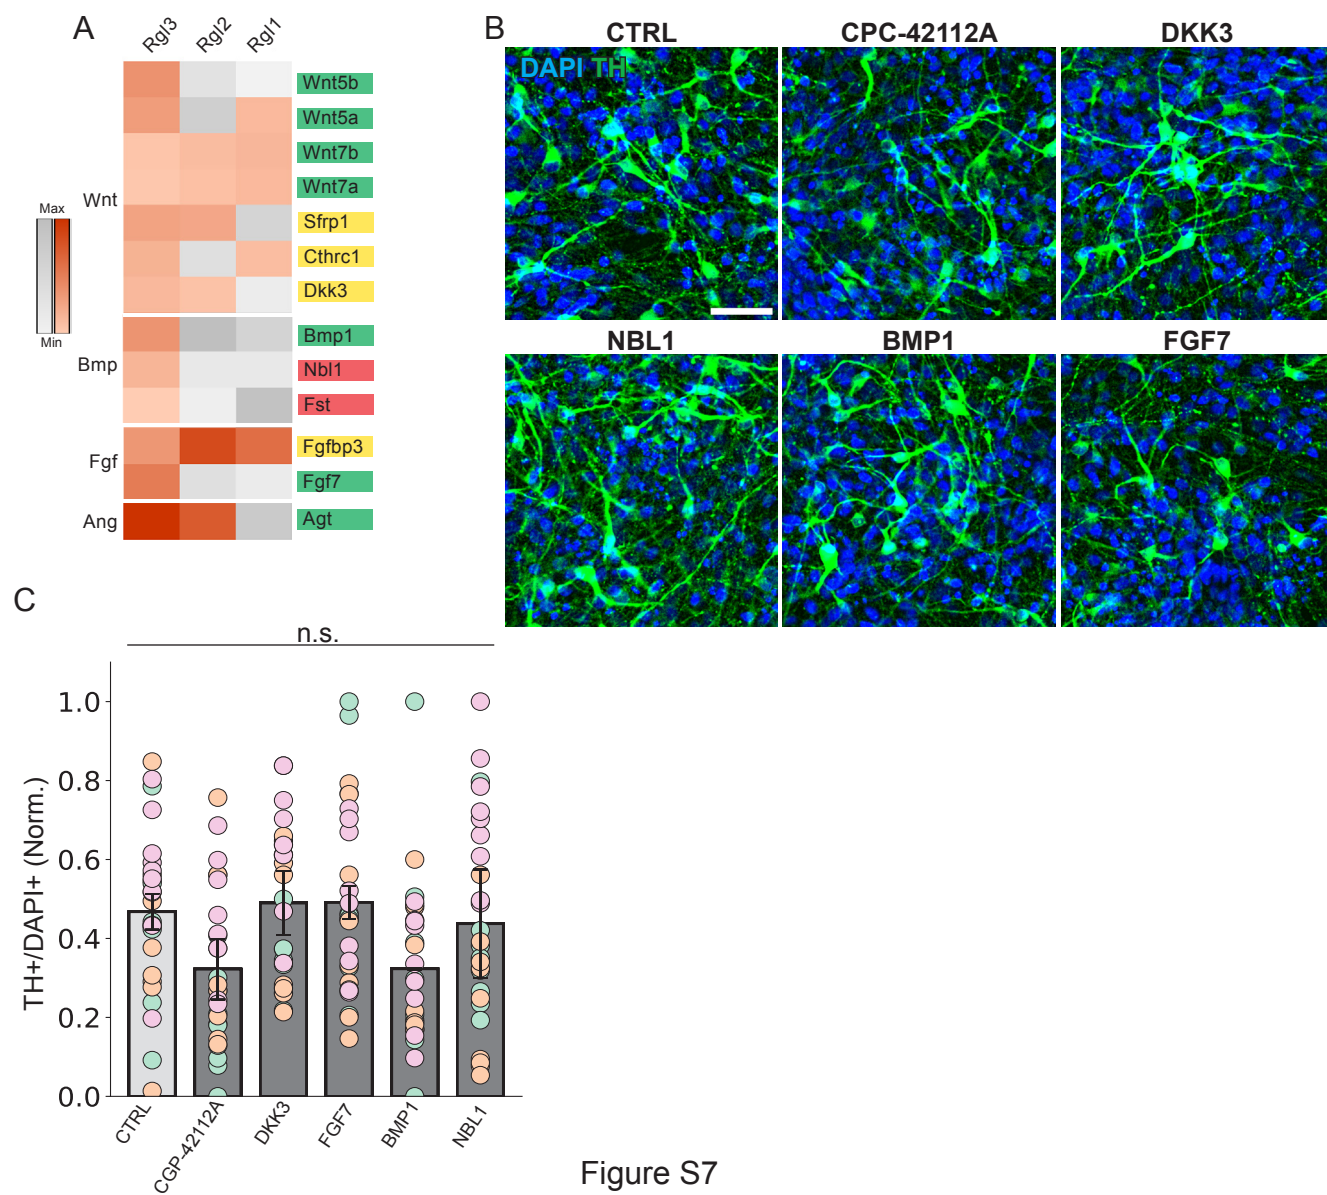 A
Rgl3 Rgl2 Rgl1
Wnt
Wnt5b
Wnt5a
Wnt7b
Wnt7a
Sfrp1
Cthrc1
Dkk3
Max
Min
Bmp
Bmp1
Nbl1
Fst
Fgf
Fgfbp3
Fgf7
Ang
Agt
B
CTRL CPC-42112A DKK3
DAPI TH
NBL1 BMP1 FGF7
C
n.s.
TH+/DAPI+ (Norm.)
1.0
0.8
0.6
0.4
0.2
0.0
CTRL CGP-42112A DKK3 FGF7 BMP1 NBL1
Figure S7